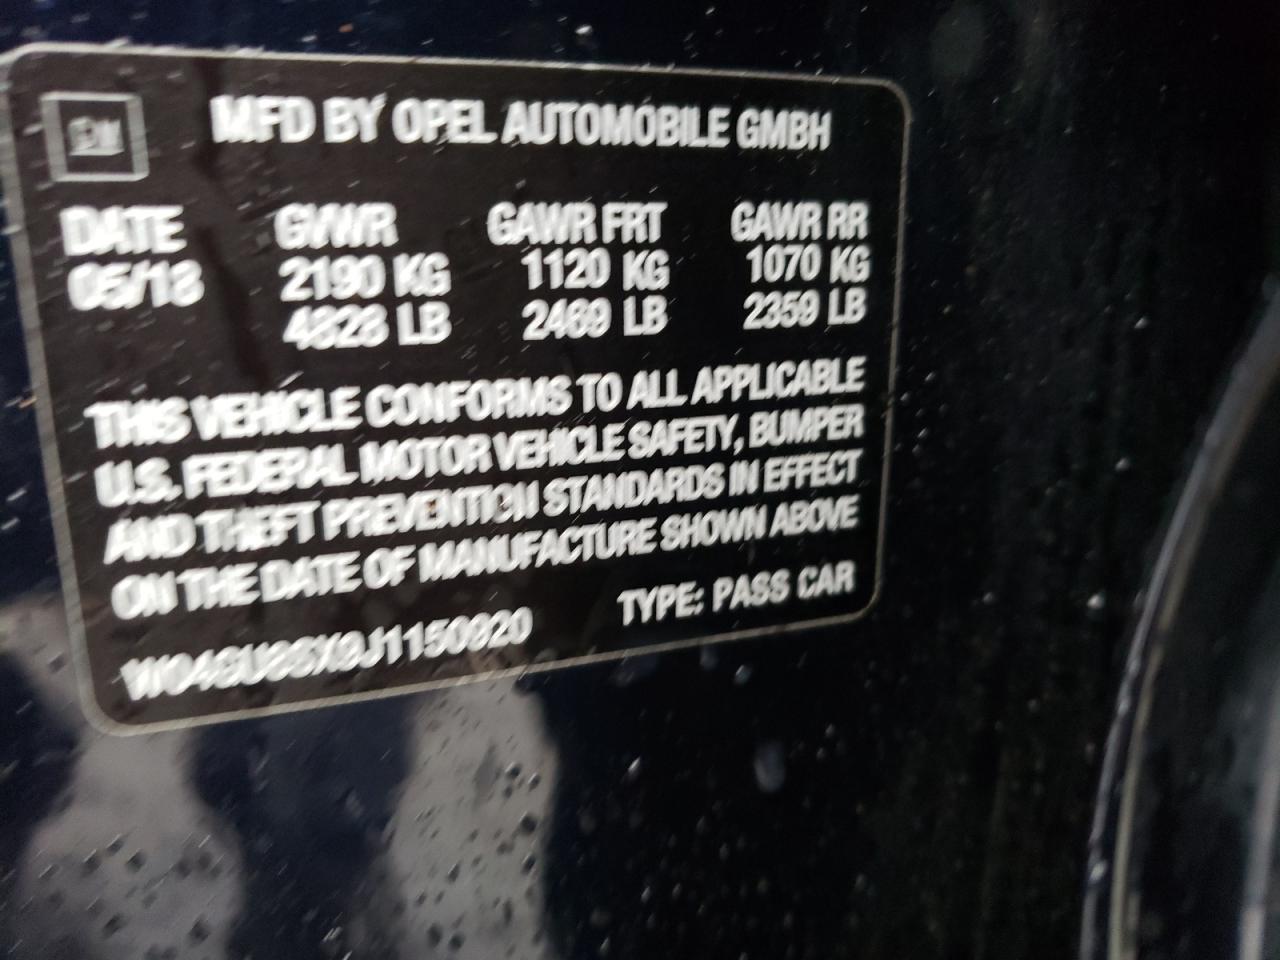 GM
MFD BY OPEL AUTOMOBILE GMBH
DATE GVWR GAWR FRT GAWR RR
05/18 2190 KG 1120 KG 1070 KG
4828 LB 2469 LB 2359 LB
THIS VEHICLE CONFORMS TO ALL APPLICABLE
U.S. FEDERAL MOTOR VEHICLE SAFETY, BUMPER
AND THEFT PREVENTION STANDARDS IN EFFECT
ON THE DATE OF MANUFACTURE SHOWN ABOVE
W04GU8SX9J1150920 TYPE: PASS CAR